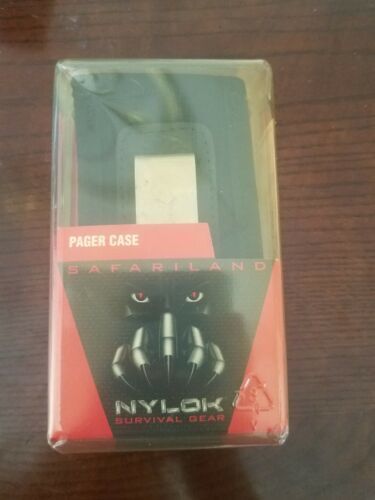 PAGER CASE
SAFARILAND
NYLOK
SURVIVAL GEAR